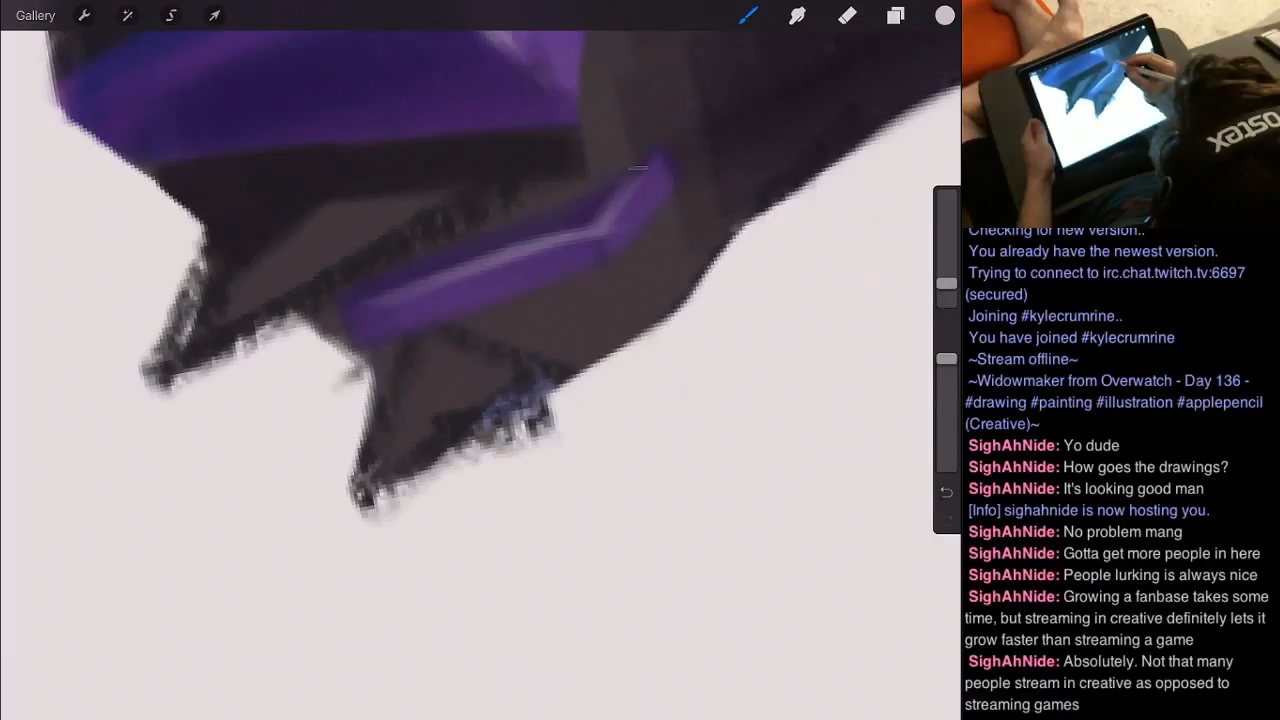 Gallery
ostex
Checking for new version..
You already have the newest version.
Trying to connect to irc.chat.twitch.tv:6697
(secured)
Joining #kylecrumrine..
You have joined #kylecrumrine
~Stream offline~
~Widowmaker from Overwatch - Day 136 -
#drawing #painting #illustration #applepencil
(Creative)~
SighAhNide: Yo dude
SighAhNide: How goes the drawings?
SighAhNide: It's looking good man
[Info] sighahnide is now hosting you.
SighAhNide: No problem mang
SighAhNide: Gotta get more people in here
SighAhNide: People lurking is always nice
SighAhNide: Growing a fanbase takes some
time, but streaming in creative definitely lets it
grow faster than streaming a game
SighAhNide: Absolutely. Not that many
people stream in creative as opposed to
streaming games